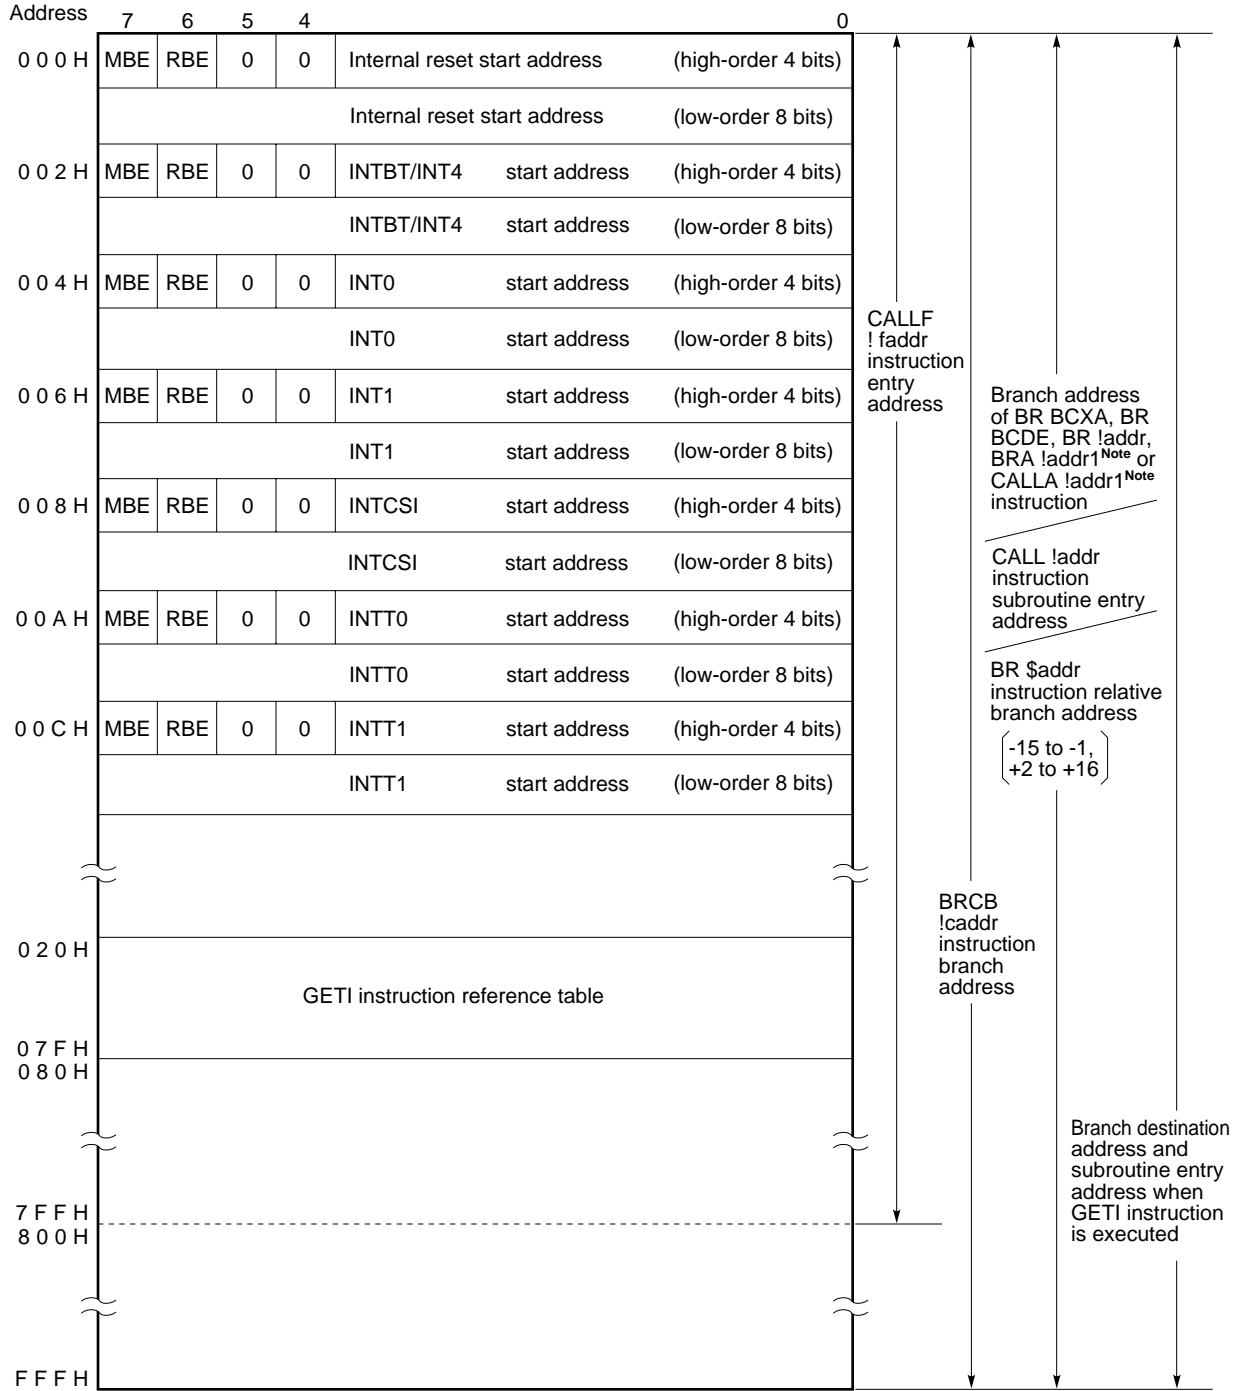 Address
7 6 5 4 0
000H MBE RBE 0 0 Internal reset start address (high-order 4 bits)
Internal reset start address (low-order 8 bits)
002H MBE RBE 0 0 INTBT/INT4 start address (high-order 4 bits)
INTBT/INT4 start address (low-order 8 bits)
004H MBE RBE 0 0 INT0 start address (high-order 4 bits)
INT0 start address (low-order 8 bits)
006H MBE RBE 0 0 INT1 start address (high-order 4 bits)
INT1 start address (low-order 8 bits)
008H MBE RBE 0 0 INTCSI start address (high-order 4 bits)
INTCSI start address (low-order 8 bits)
00AH MBE RBE 0 0 INTT0 start address (high-order 4 bits)
INTT0 start address (low-order 8 bits)
00CH MBE RBE 0 0 INTT1 start address (high-order 4 bits)
INTT1 start address (low-order 8 bits)
020H
GETI instruction reference table
07FH
080H
7FFH
800H
FFFH
CALLF
! faddr
instruction
entry
address
BRCB
!caddr
instruction
branch
address
Branch address
of BR BCXA, BR
BCDE, BR !addr,
BRA !addr1Note or
CALLA !addr1Note
instruction
CALL !addr
instruction
subroutine entry
address
BR $addr
instruction relative
branch address
-15 to -1,
+2 to +16
Branch destination
address and
subroutine entry
address when
GETI instruction
is executed